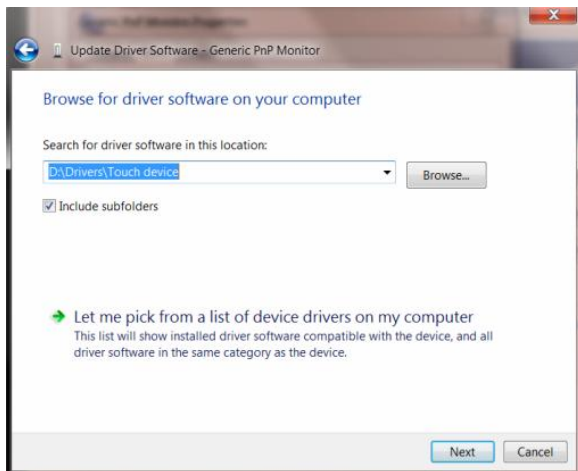 Update Driver Software - Generic PnP Monitor
Browse for driver software on your computer
Search for driver software in this location:
D:\Drivers\Touch device
Browse...
Include subfolders
Let me pick from a list of device drivers on my computer
This list will show installed driver software compatible with the device, and all
driver software in the same category as the device.
Next
Cancel